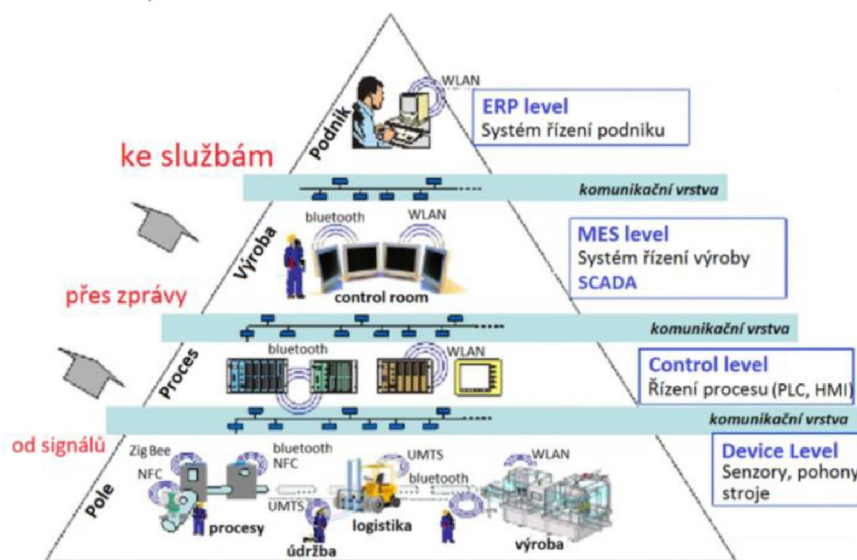 WLAN
ERP level
Systém řízení podniku
Podnik
ke službám
komunikační vrstva
bluetooth
WLAN
MES level
Systém řízení výroby
SCADA
Výroba
control room
přes zprávy
komunikační vrstva
bluetooth
WLAN
Control level
Řízení procesu (PLC, HMI)
Proces
komunikační vrstva
od signálů
Zig Bee
NFC
bluetooth
NFC
UMTS
WLAN
bluetooth
UMTS
Device Level
Senzory, pohony
stroje
Pole
procesy
logistika
výroba
údržba